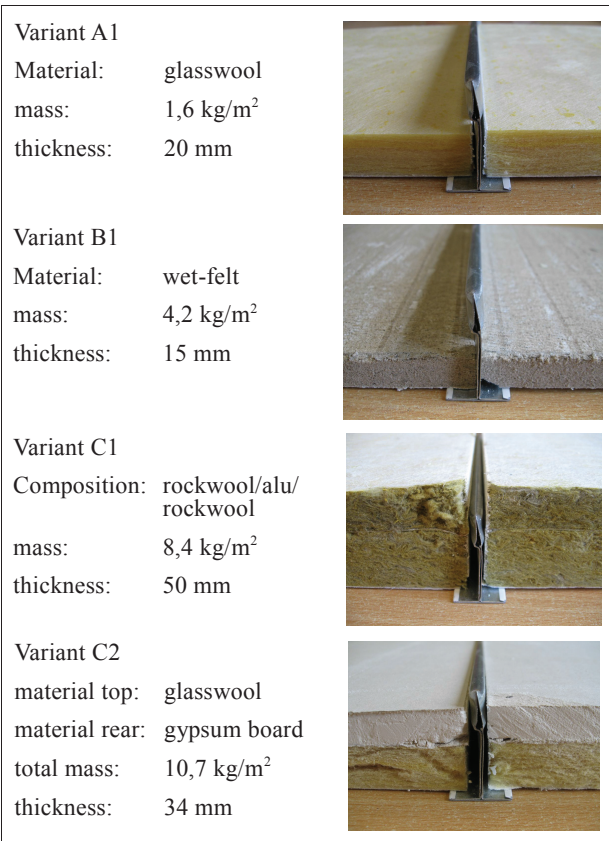 Variant A1
Material: glasswool
mass: 1,6 kg/m²
thickness: 20 mm
Variant B1
Material: wet-felt
mass: 4,2 kg/m²
thickness: 15 mm
Variant C1
Composition: rockwool/alu/
rockwool
mass: 8,4 kg/m²
thickness: 50 mm
Variant C2
material top: glasswool
material rear: gypsum board
total mass: 10,7 kg/m²
thickness: 34 mm